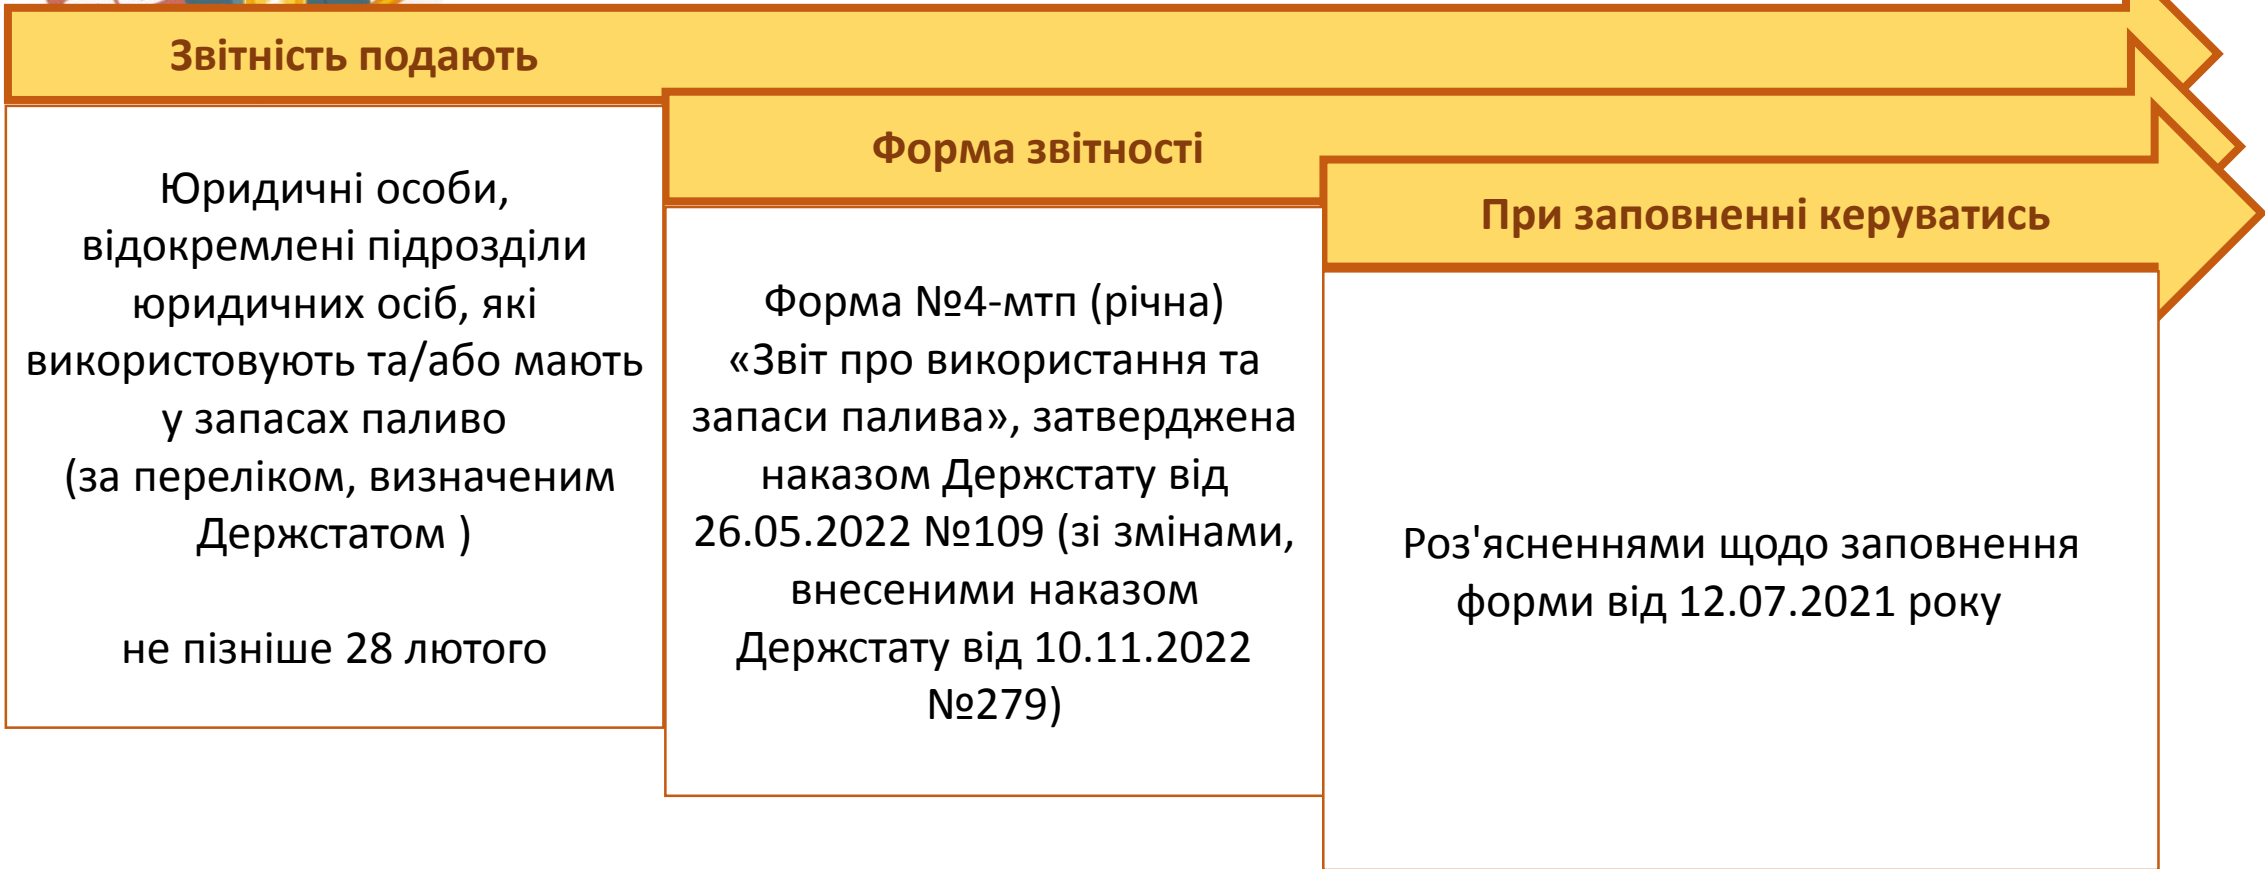 Звітність подають
Юридичні особи,
відокремлені підрозділи
юридичних осіб, які
використовують та/або мають
у запасах паливо
(за переліком, визначеним
Держстатом )
не пізніше 28 лютого
Форма звітності
Форма №4-мтп (річна)
«Звіт про використання та
запаси палива», затверджена
наказом Держстату від
26.05.2022 №109 (зі змінами,
внесеними наказом
Держстату від 10.11.2022
№279)
При заповненні керуватись
Роз'ясненнями щодо заповнення
форми від 12.07.2021 року